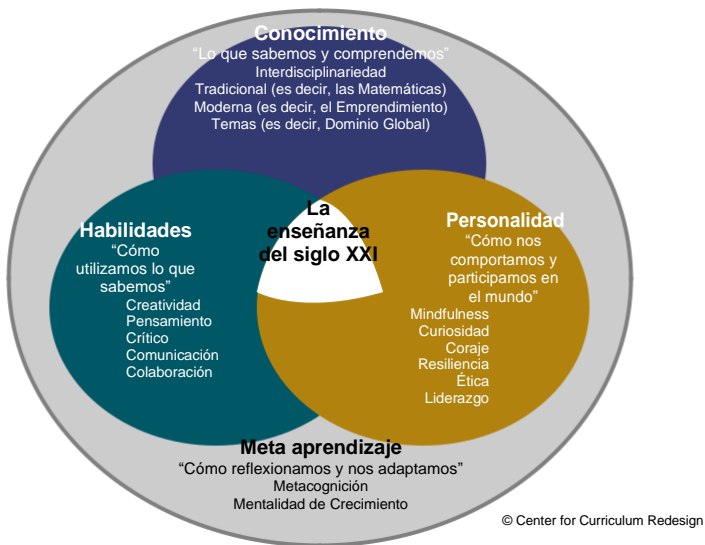 Conocimiento
“Lo que sabemos y comprendemos”
Interdisciplinariedad
Tradicional (es decir, las Matemáticas)
Moderna (es decir, el Emprendimiento)
Temas (es decir, Dominio Global)
La
enseñanza
del siglo XXI
Habilidades
“Cómo
utilizamos lo que
sabemos”
Creatividad
Pensamiento
Crítico
Comunicación
Colaboración
Personalidad
“Cómo nos
comportamos y
participamos en
el mundo”
Mindfulness
Curiosidad
Coraje
Resiliencia
Ética
Liderazgo
Meta aprendizaje
“Cómo reflexionamos y nos adaptamos”
Metacognición
Mentalidad de Crecimiento
© Center for Curriculum Redesign